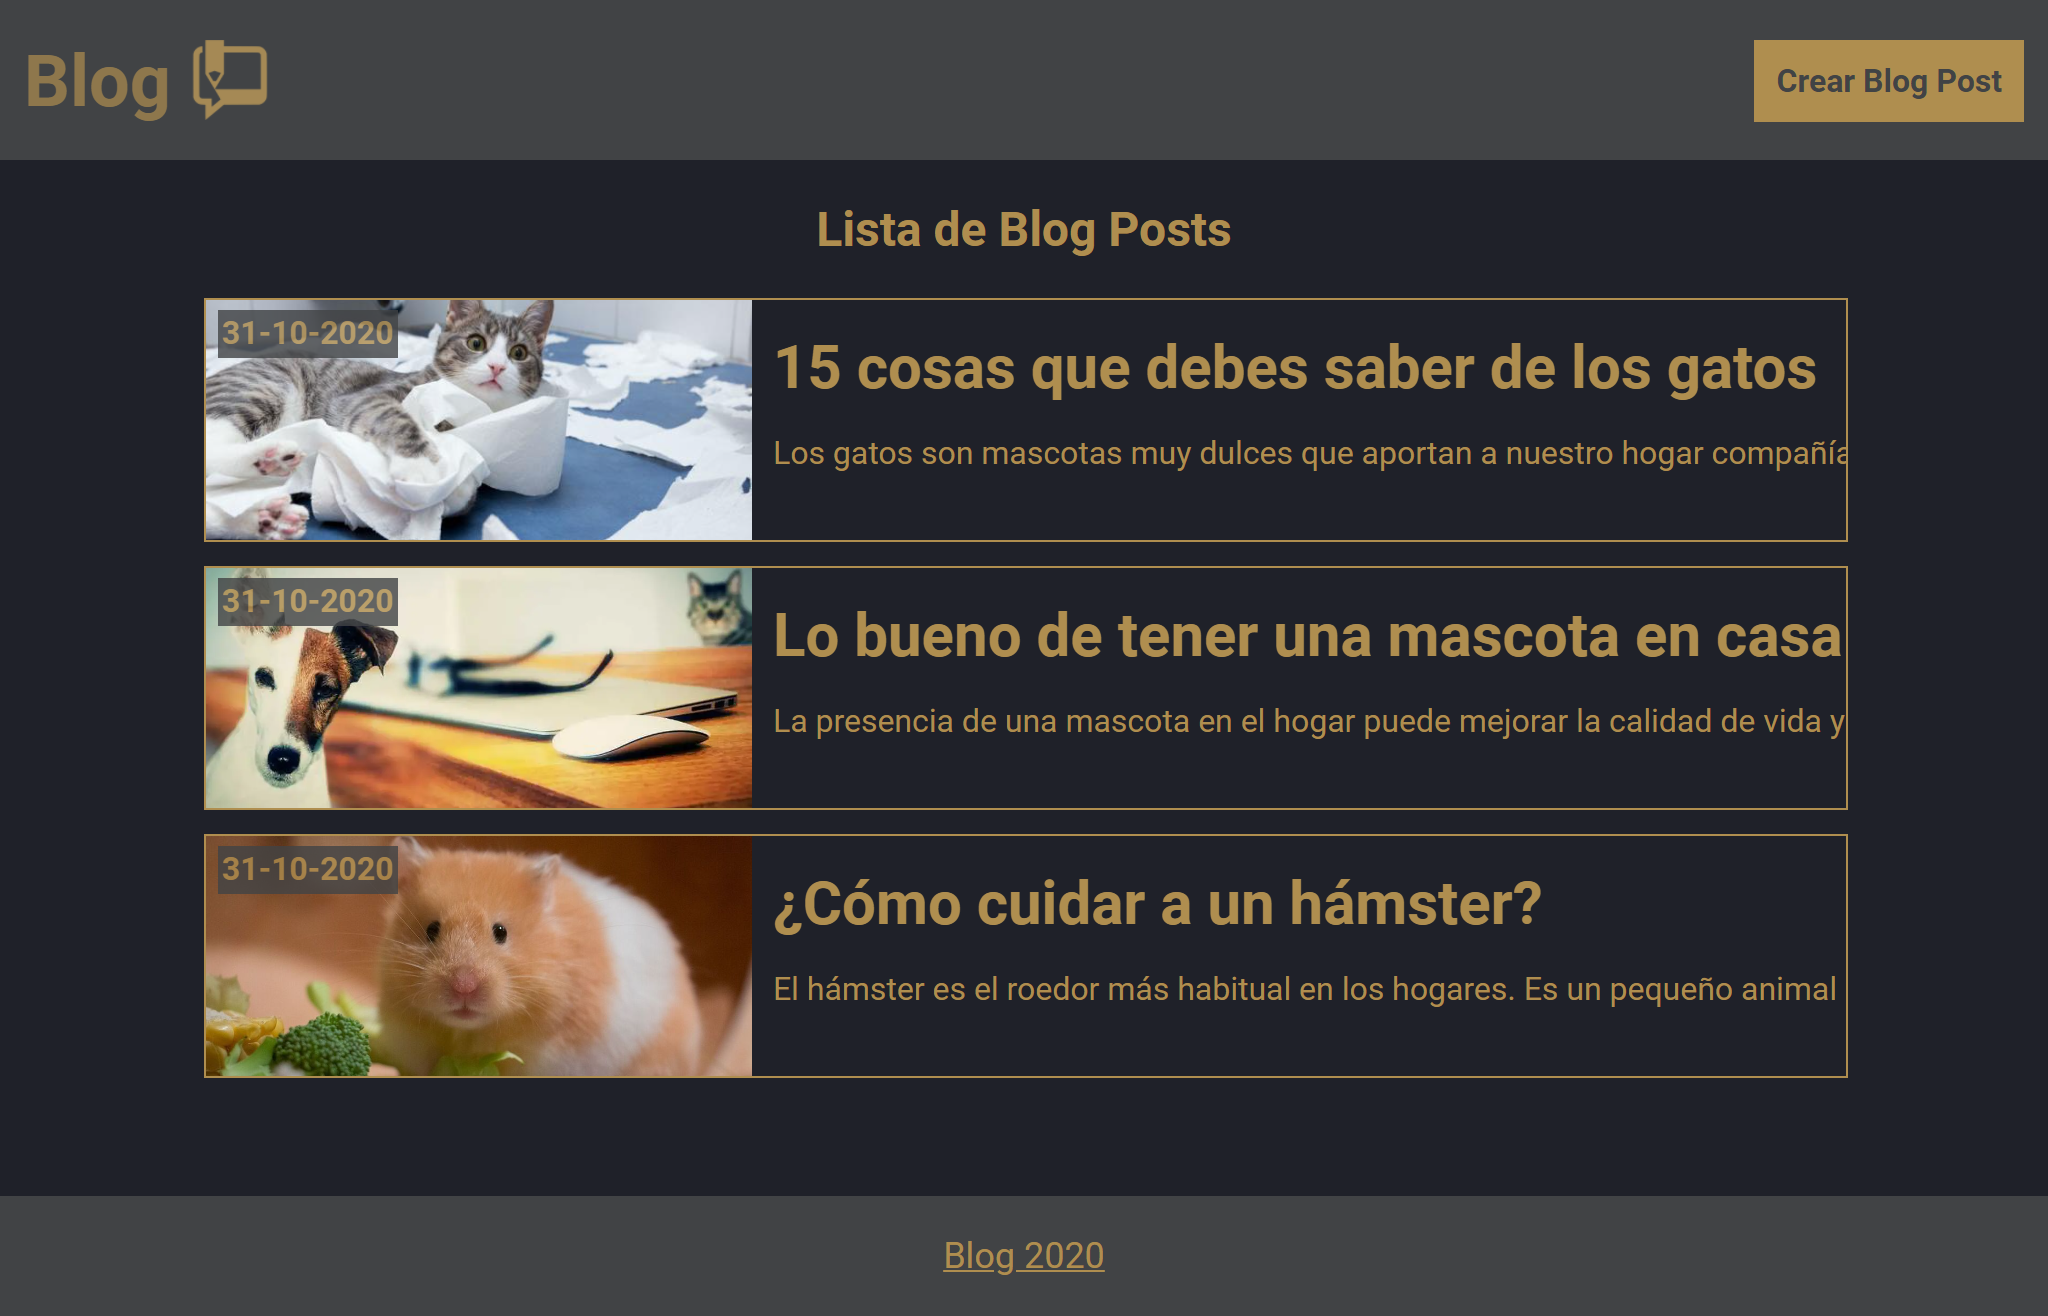 Blog
Crear Blog Post
Lista de Blog Posts
31-10-2020
15 cosas que debes saber de los gatos
Los gatos son mascotas muy dulces que aportan a nuestro hogar compañía
31-10-2020
Lo bueno de tener una mascota en casa
La presencia de una mascota en el hogar puede mejorar la calidad de vida y
31-10-2020
¿Cómo cuidar a un hámster?
El hámster es el roedor más habitual en los hogares. Es un pequeño animal
Blog 2020